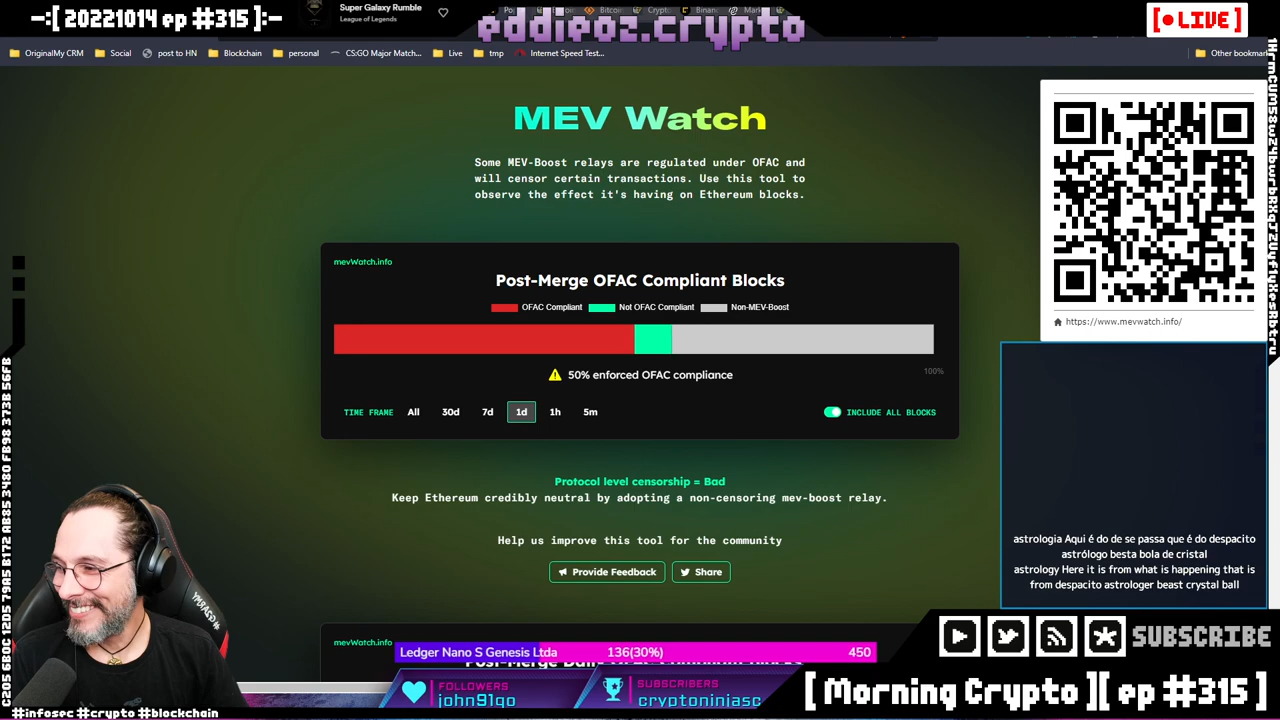 -:[ 20221014 ep #315 ]:-
Super Galaxy Rumble
League of Legends
eddieoz.crypto
[ LIVE ]
OriginalMy CRM
Social
post to HN
Blockchain
personal
CS:GO Major Match...
Live
tmp
Internet Speed Test...
Other bookmar
MEV Watch
Some MEV-Boost relays are regulated under OFAC and
will censor certain transactions. Use this tool to
observe the effect it's having on Ethereum blocks.
mevWatch.info
Post-Merge OFAC Compliant Blocks
OFAC Compliant
Not OFAC Compliant
Non-MEV-Boost
50% enforced OFAC compliance
100%
TIME FRAME All 30d 7d 1d 1h 5m
INCLUDE ALL BLOCKS
Protocol level censorship = Bad
Keep Ethereum credibly neutral by adopting a non-censoring mev-boost relay.
Help us improve this tool for the community
Provide Feedback
Share
https://www.mevwatch.info/
astrologia Aqui é do de se passa que é do despacito
astrólogo besta bola de cristal
astrology Here it is from what is happening that is
from despacito astrologer beast crystal ball
mevWatch.info
Ledger Nano S Genesis Ltda
136(30%)
450
FOLLOWERS
john91go
SUBSCRIBERS
cryptoninjasc
SUBSCRIBE
[ Morning Crypto ][ ep #315 ]
#infosec #crypto #blockchain